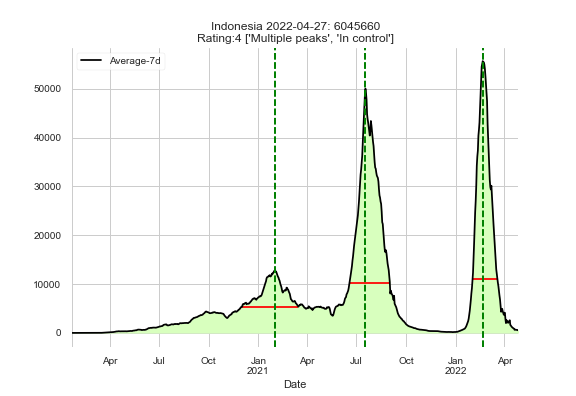 Indonesia 2022-04-27: 6045660
Rating:4 ['Multiple peaks', 'In control']
Average-7d
50000
40000
30000
20000
10000
0
Apr Jul Oct Jan Apr Jul Oct Jan Apr
2021 2022
Date